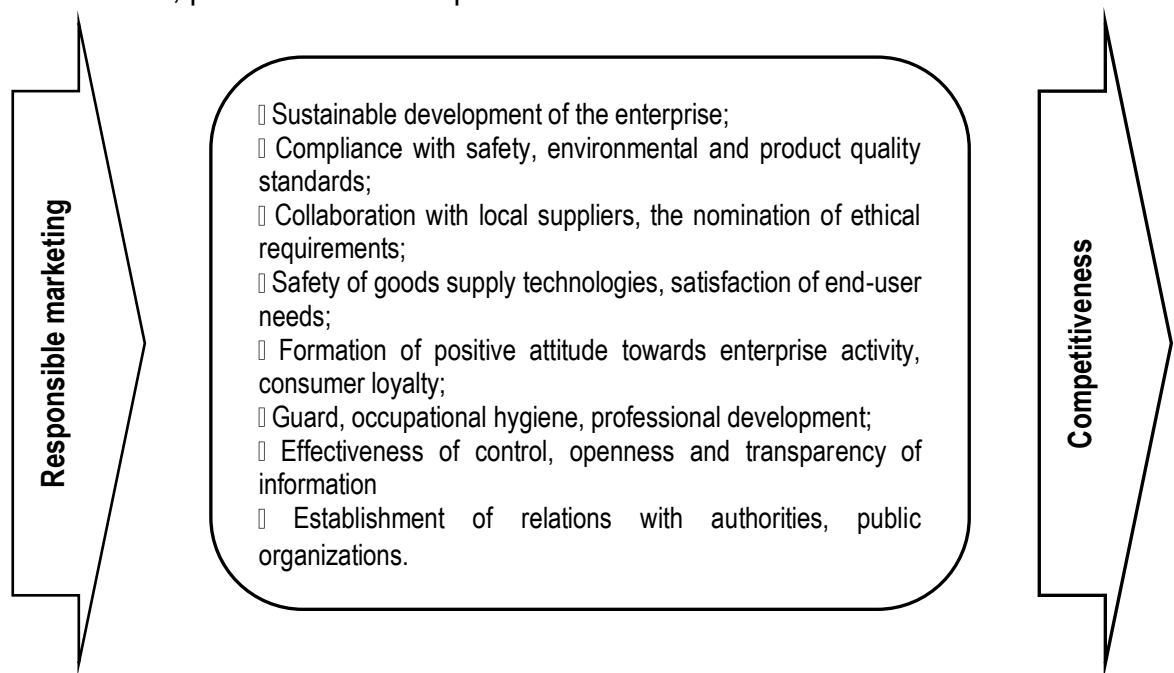 Responsible marketing
 Sustainable development of the enterprise;
 Compliance with safety, environmental and product quality
standards;
 Collaboration with local suppliers, the nomination of ethical
requirements;
 Safety of goods supply technologies, satisfaction of end-user
needs;
 Formation of positive attitude towards enterprise activity,
consumer loyalty;
 Guard, occupational hygiene, professional development;
 Effectiveness of control, openness and transparency of
information
 Establishment of relations with authorities, public
organizations.
Competitiveness